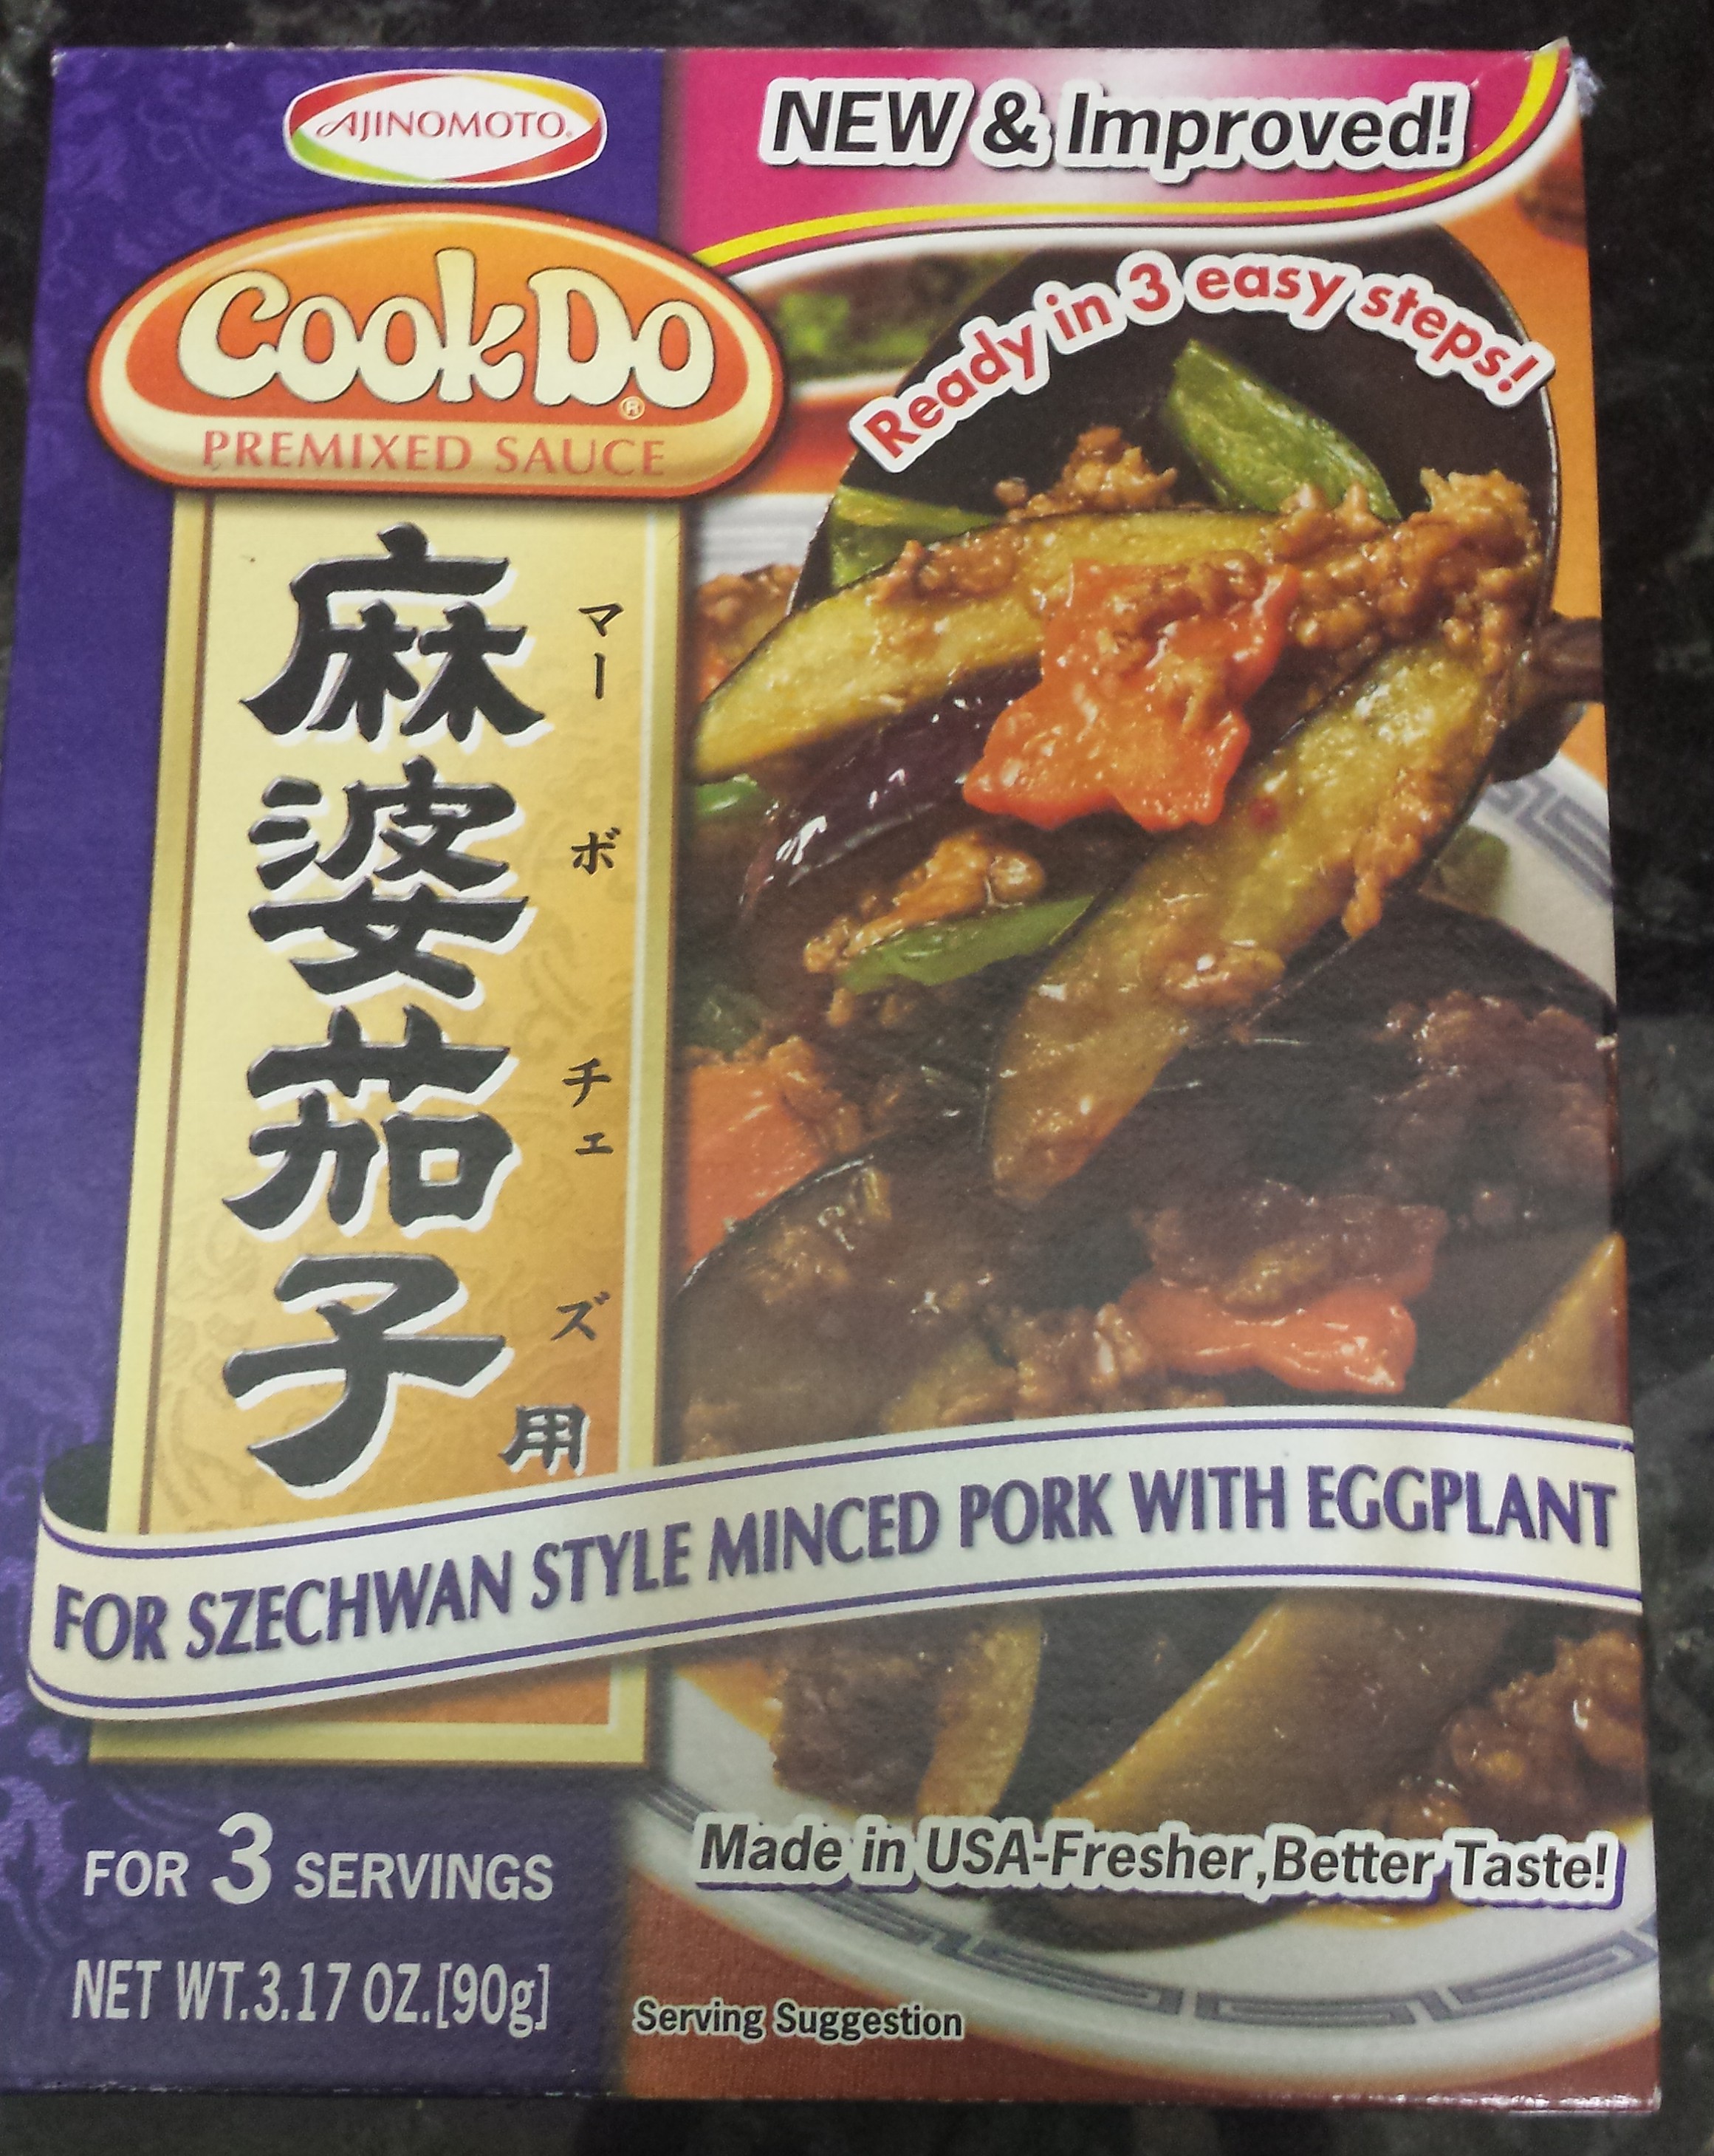 AJINOMOTO®
NEW & Improved!
CookDo®
PREMIXED SAUCE
Ready in 3 easy steps!
麻婆茄子
マーボチェズ用
FOR SZECHWAN STYLE MINCED PORK WITH EGGPLANT
FOR 3 SERVINGS
NET WT.3.17 OZ.[90g]
Made in USA-Fresher,Better Taste!
Serving Suggestion